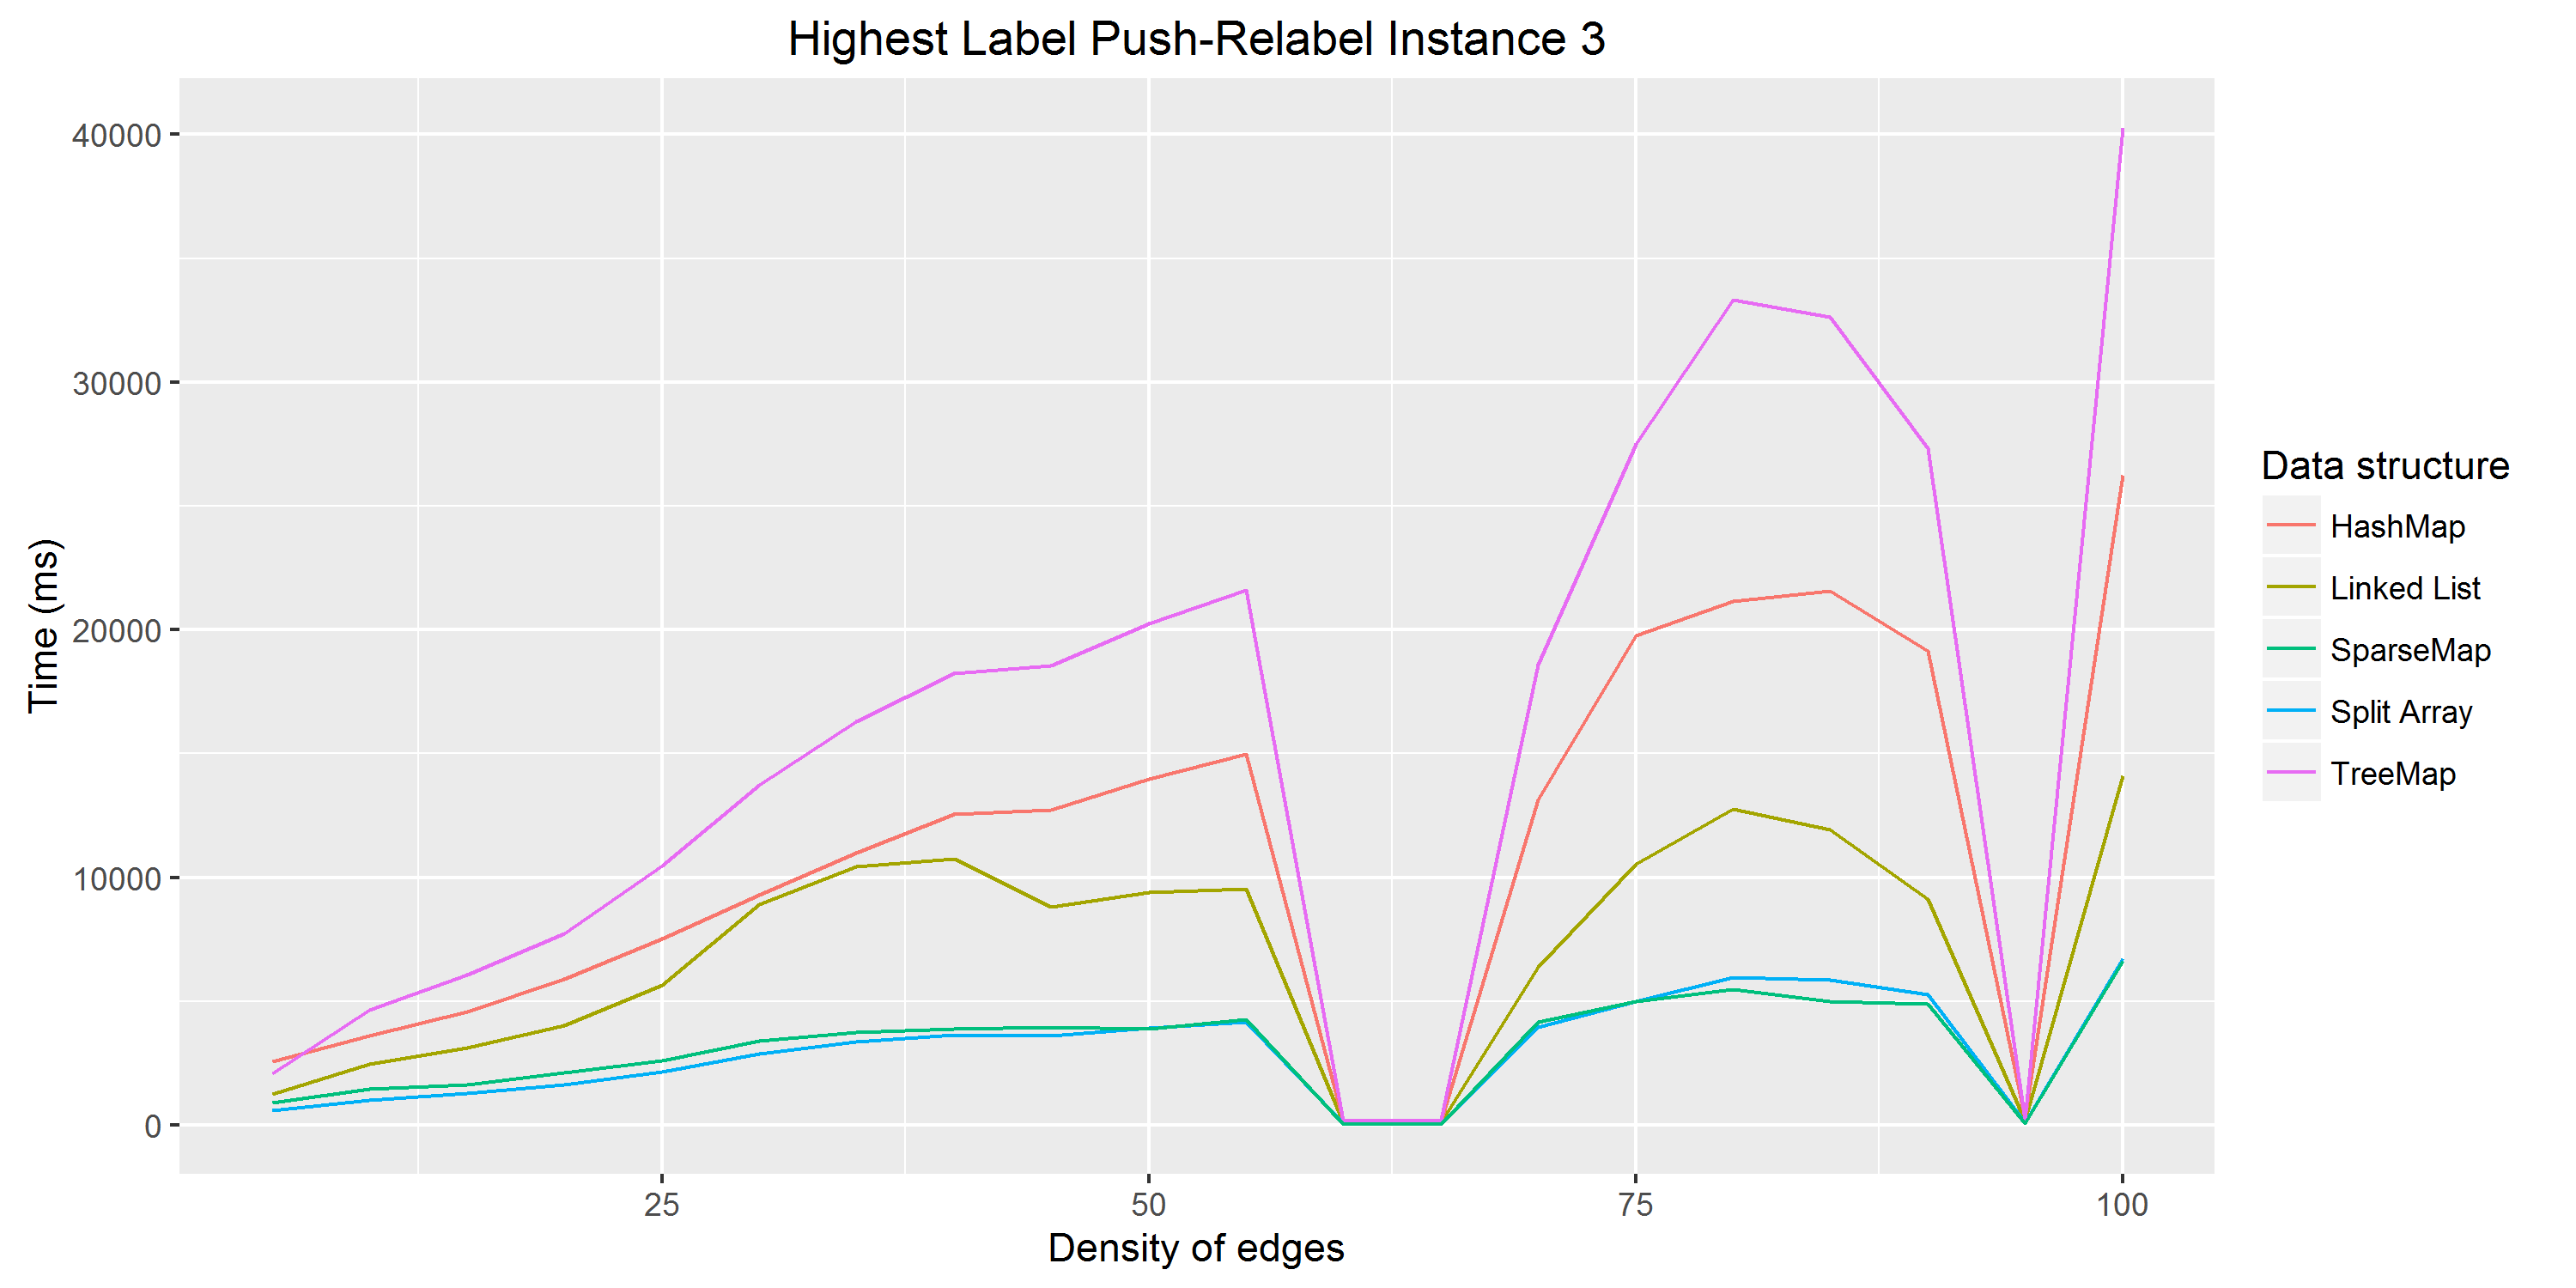 Highest Label Push-Relabel Instance 3
Time (ms)
40000
30000
20000
10000
0
25 50 75 100
Density of edges
Data structure
HashMap
Linked List
SparseMap
Split Array
TreeMap